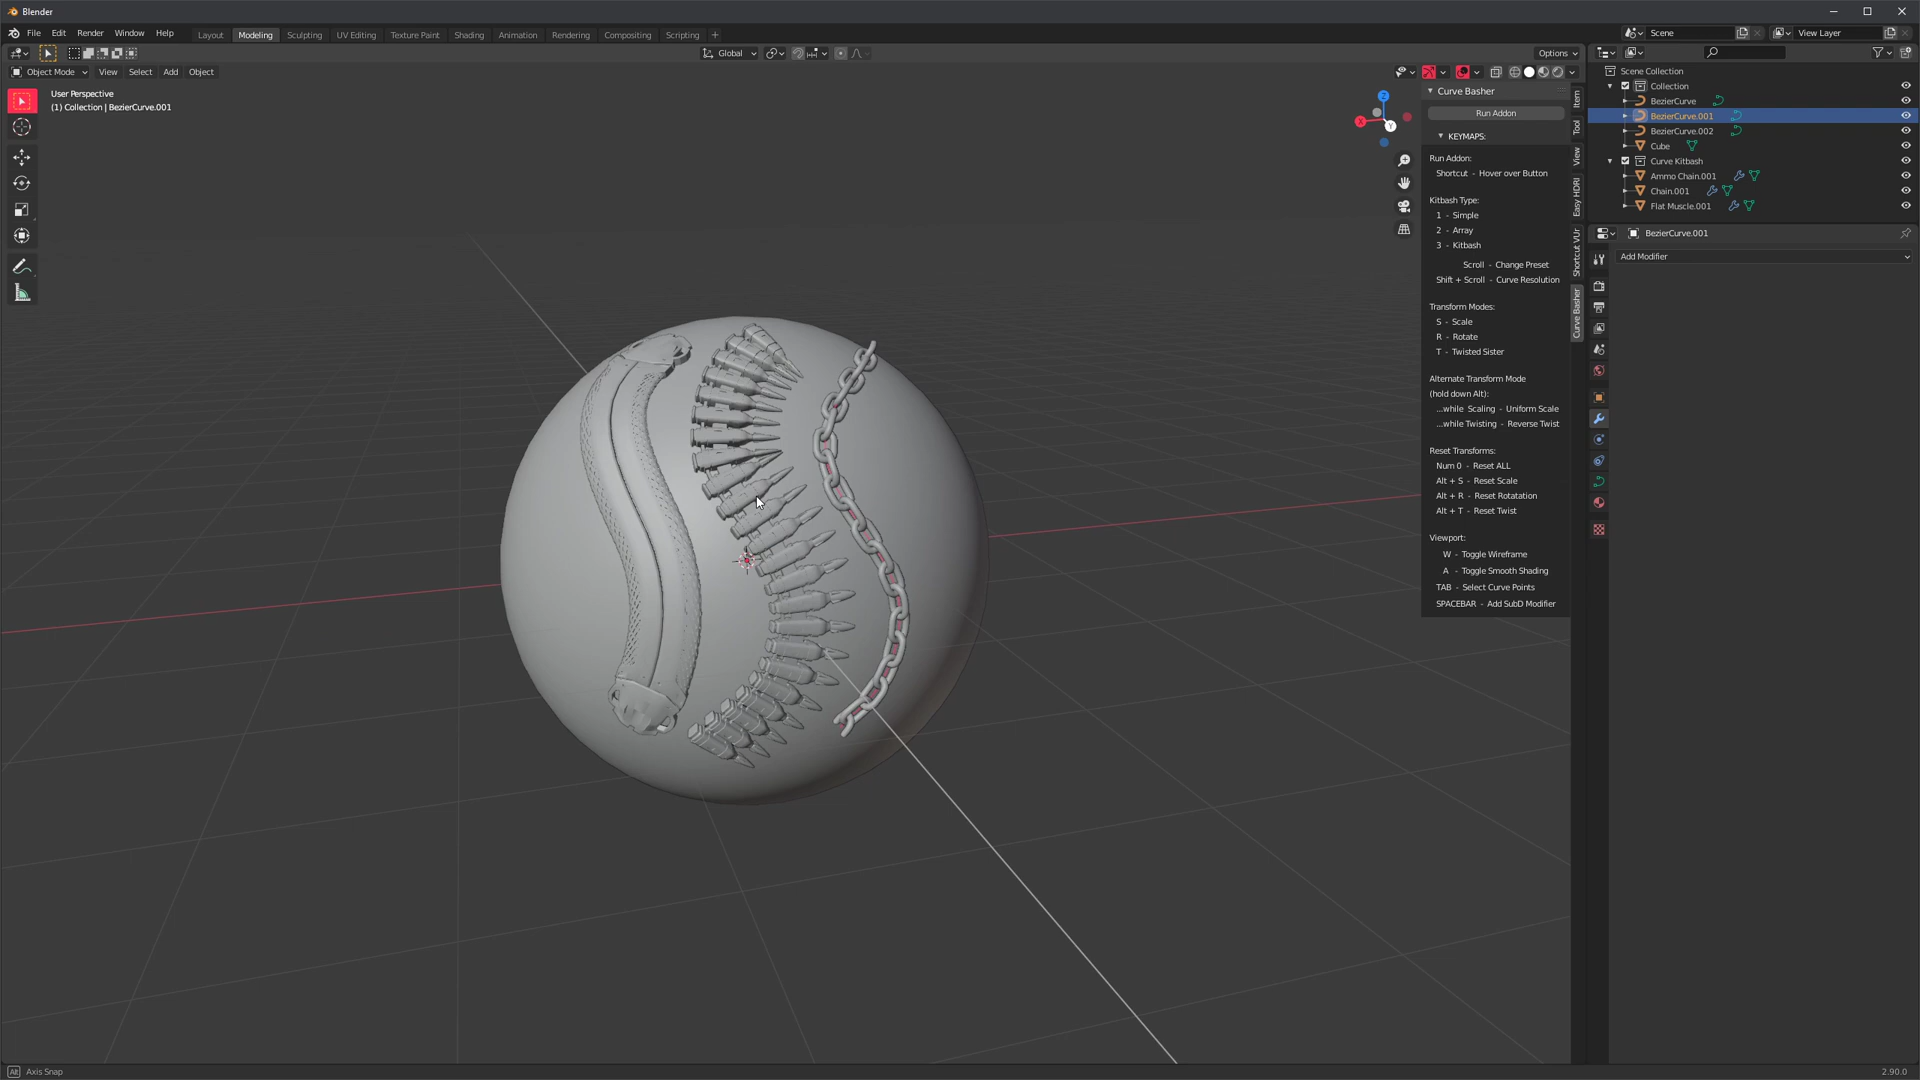 Blender
File Edit Render Window Help
Layout Modeling Sculpting UV Editing Texture Paint Shading Animation Rendering Compositing Scripting +
Scene
View Layer
Global
Options
Object Mode View Select Add Object
User Perspective
(1) Collection | BezierCurve.001
Z
X
Y
Curve Basher
Run Addon
KEYMAPS:
Run Addon:
Shortcut - Hover over Button
Kitbash Type:
1 - Simple
2 - Array
3 - Kitbash
Scroll - Change Preset
Shift + Scroll - Curve Resolution
Transform Modes:
S - Scale
R - Rotate
T - Twisted Sister
Alternate Transform Mode
(hold down Alt):
...while Scaling - Uniform Scale
...while Twisting - Reverse Twist
Reset Transforms:
Num 0 - Reset ALL
Alt + S - Reset Scale
Alt + R - Reset Rotatation
Alt + T - Reset Twist
Viewport:
W - Toggle Wireframe
A - Toggle Smooth Shading
TAB - Select Curve Points
SPACEBAR - Add SubD Modifier
Item
Tool
View
Easy HDRI
Shortcut VUr
Curve Basher
Scene Collection
Collection
BezierCurve
BezierCurve.001
BezierCurve.002
Cube
Curve Kitbash
Ammo Chain.001
Chain.001
Flat Muscle.001
BezierCurve.001
Add Modifier
Alt Axis Snap
2.90.0